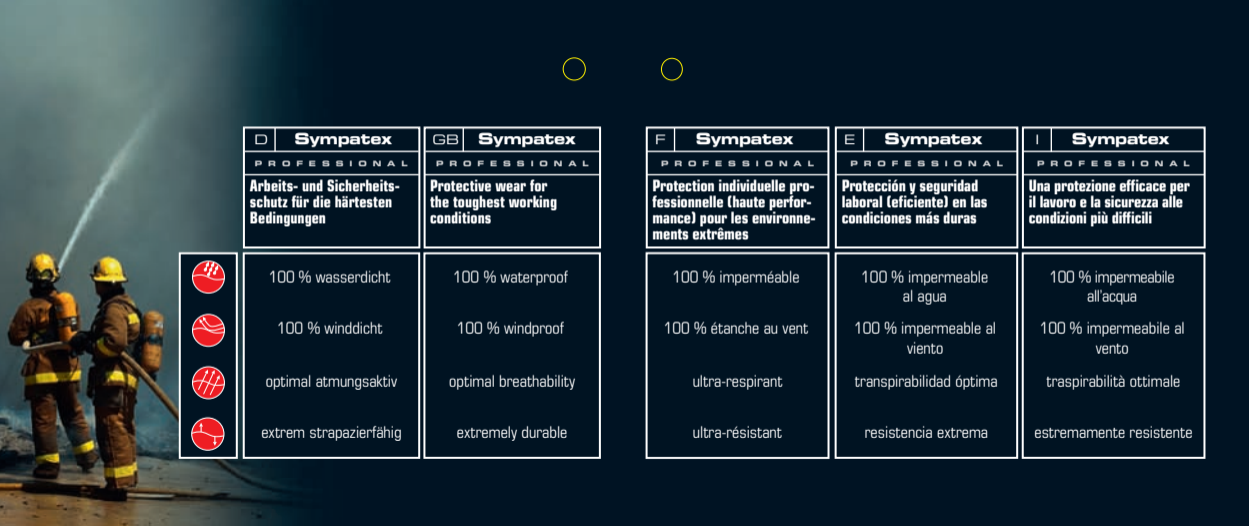 D Sympatex
PROFESSIONAL
Arbeits- und Sicherheits-
schutz für die härtesten
Bedingungen
100 % wasserdicht
100 % winddicht
optimal atmungsaktiv
extrem strapazierfähig
GB Sympatex
PROFESSIONAL
Protective wear for
the toughest working
conditions
100 % waterproof
100 % windproof
optimal breathability
extremely durable
F Sympatex
PROFESSIONAL
Protection individuelle pro-
fessionnelle (haute perfor-
mance) pour les environne-
ments extrêmes
100 % imperméable
100 % étanche au vent
ultra-respirant
ultra-résistant
E Sympatex
PROFESSIONAL
Protección y seguridad
laboral (eficiente) en las
condiciones más duras
100 % impermeable
al agua
100 % impermeable al
viento
transpirabilidad óptima
resistencia extrema
I Sympatex
PROFESSIONAL
Una protezione efficace per
il lavoro e la sicurezza alle
condizioni più difficili
100 % impermeabile
all'acqua
100 % impermeabile al
vento
traspirabilità ottimale
estremamente resistente